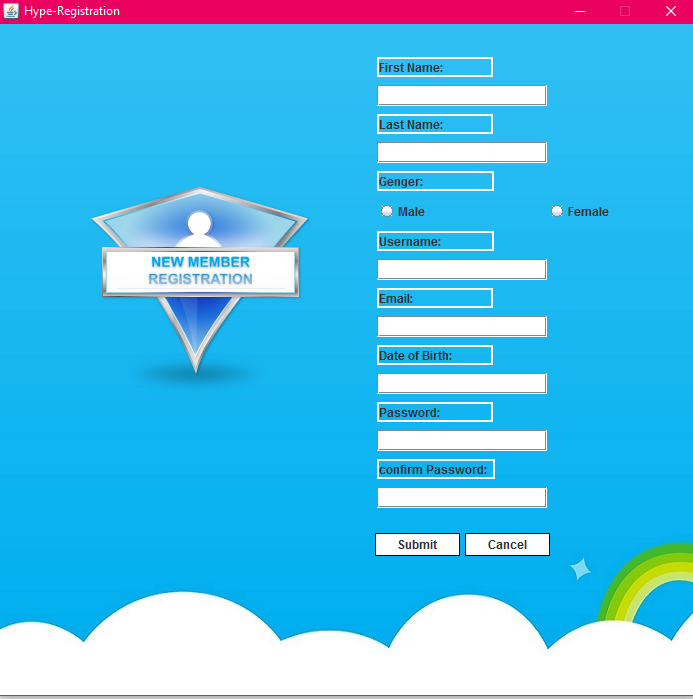 Hype-Registration
First Name:
Last Name:
Genger:
Male
Female
NEW MEMBER
REGISTRATION
Username:
Email:
Date of Birth:
Password:
confirm Password:
Submit
Cancel